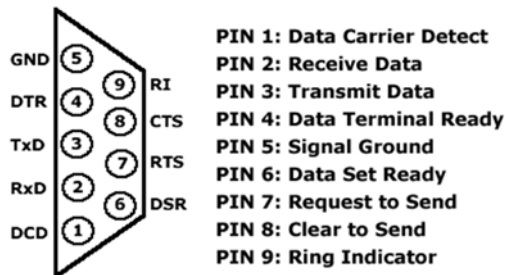 GND 5
9 RI
DTR 4
8 CTS
TxD 3
7 RTS
RxD 2
6 DSR
DCD 1
PIN 1: Data Carrier Detect
PIN 2: Receive Data
PIN 3: Transmit Data
PIN 4: Data Terminal Ready
PIN 5: Signal Ground
PIN 6: Data Set Ready
PIN 7: Request to Send
PIN 8: Clear to Send
PIN 9: Ring Indicator